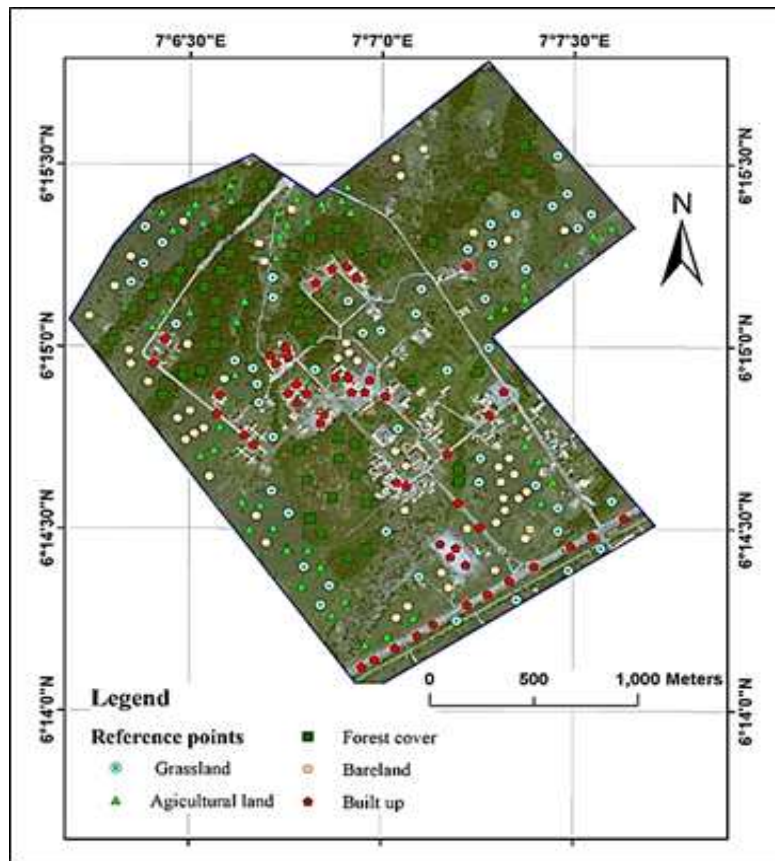 7°6'30"E 7°7'0"E 7°7'30"E
6°15'30"N 6°15'30"N
N
6°15'0"N 6°15'0"N
6°14'30"N 6°14'30"N
0 500 1,000 Meters
6°14'0"N 6°14'0"N
Legend
Reference points
Grassland
Agicultural land
Forest cover
Bareland
Built up